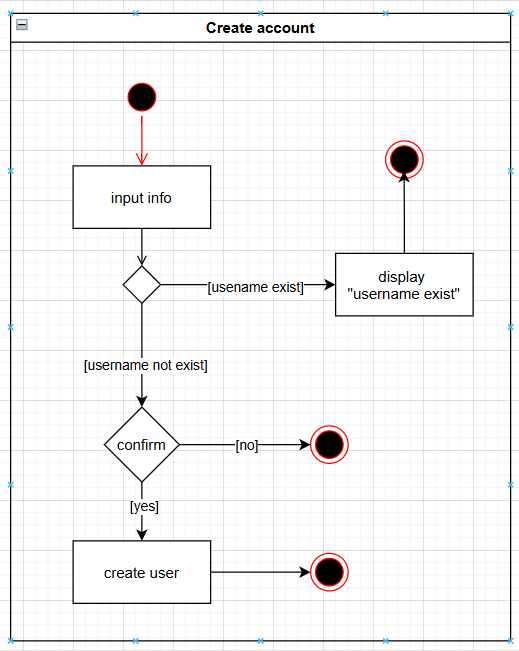 Create account
input info
[usename exist]
display
"username exist"
[username not exist]
confirm
[no]
[yes]
create user